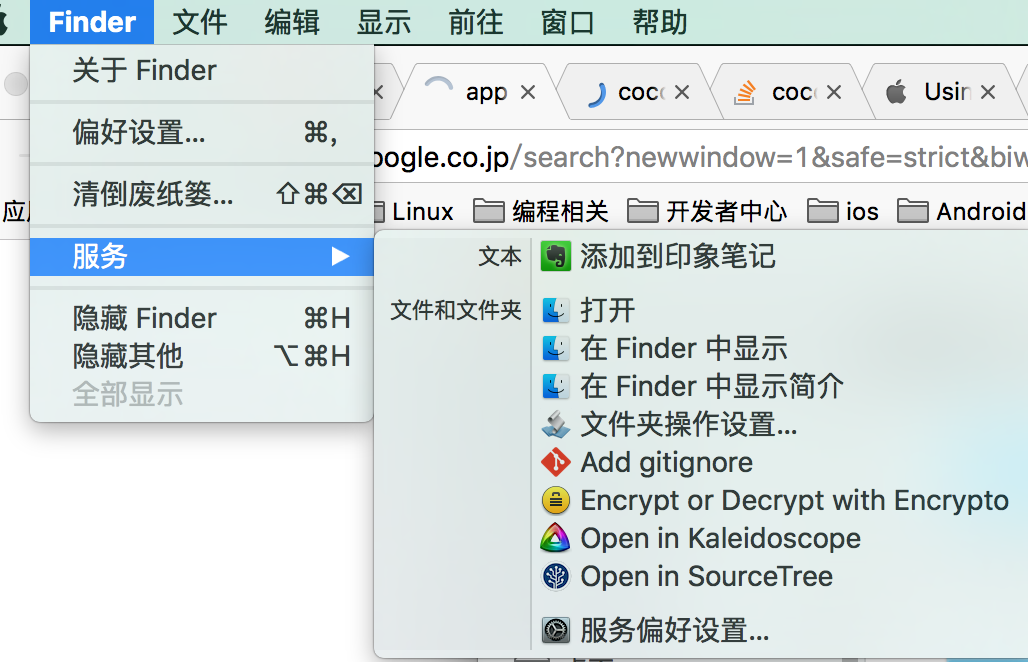 Finder 文件 编辑 显示 前往 窗口 帮助
关于 Finder
偏好设置... ⌘,
清倒废纸篓... ⇧⌘⌫
服务 ▶
隐藏 Finder ⌘H
隐藏其他 ⌥⌘H
全部显示
app × coc × coc × Usin ×
oogle.co.jp/search?newwindow=1&safe=strict&biw
应 Linux 编程相关 开发者中心 ios Android
文本 添加到印象笔记
文件和文件夹 打开
在 Finder 中显示
在 Finder 中显示简介
文件夹操作设置...
Add gitignore
Encrypt or Decrypt with Encrypto
Open in Kaleidoscope
Open in SourceTree
服务偏好设置...